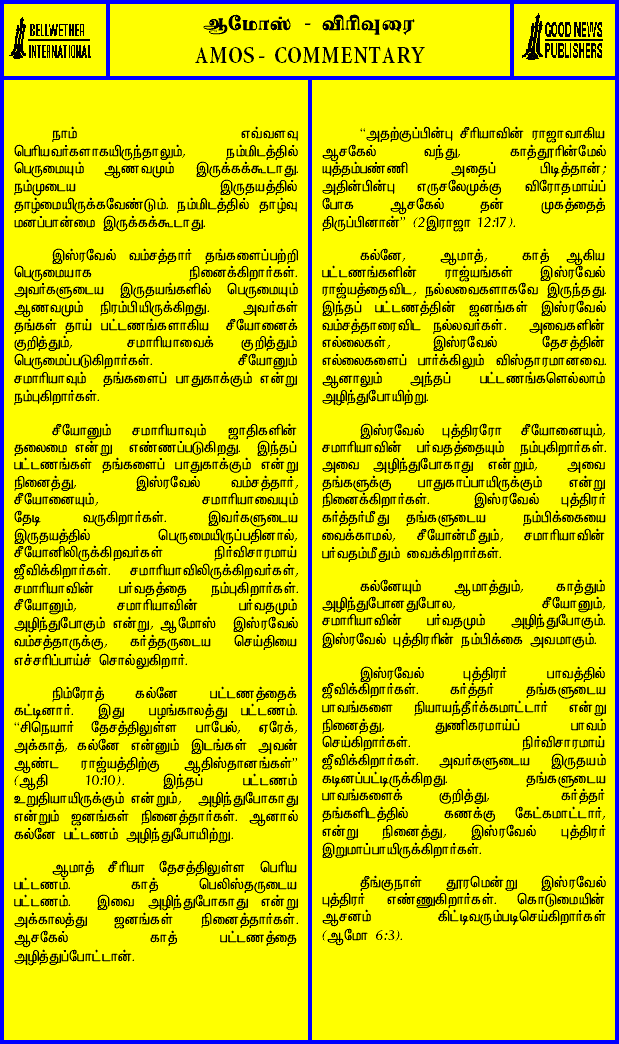 BELLWETHER
INTERNATIONAL
ஆமோஸ் - விரிவுரை
AMOS - COMMENTARY
GOOD NEWS
PUBLISHERS
நாம் எவ்வளவு
பெரியவர்களாகயிருந்தாலும், நம்மிடத்தில்
பெருமையும் ஆணவமும் இருக்கக்கூடாது.
நம்முடைய இருதயத்தில்
தாழ்மையிருக்கவேண்டும். நம்மிடத்தில் தாழ்வு
மனப்பான்மை இருக்கக்கூடாது.
இஸ்ரவேல் வம்சத்தார் தங்களைப்பற்றி
பெருமையாக நினைக்கிறார்கள்.
அவர்களுடைய இருதயங்களில் பெருமையும்
ஆணவமும் நிரம்பியிருக்கிறது. அவர்கள்
தங்கள் தாய் பட்டணங்களாகிய சீயோனைக்
குறித்தும், சமாரியாவைக் குறித்தும்
பெருமைப்படுகிறார்கள். சீயோனும்
சமாரியாவும் தங்களைப் பாதுகாக்கும் என்று
நம்புகிறார்கள்.
சீயோனும் சமாரியாவும் ஜாதிகளின்
தலைமை என்று எண்ணப்படுகிறது. இந்தப்
பட்டணங்கள் தங்களைப் பாதுகாக்கும் என்று
நினைத்து, இஸ்ரவேல் வம்சத்தார்,
சீயோனையும், சமாரியாவையும்
தேடி வருகிறார்கள். இவர்களுடைய
இருதயத்தில் பெருமையிருப்பதினால்,
சீயோனிலிருக்கிறவர்கள் நிர்விசாரமாய்
ஜீவிக்கிறார்கள். சமாரியாவிலிருக்கிறவர்கள்,
சமாரியாவின் பர்வதத்தை நம்புகிறார்கள்.
சீயோனும், சமாரியாவின் பர்வதமும்
அழிந்துபோகும் என்று, ஆமோஸ் இஸ்ரவேல்
வம்சத்தாருக்கு, கர்த்தருடைய செய்தியை
எச்சரிப்பாய்ச் சொல்லுகிறார்.
நிம்ரோத் கல்னே பட்டணத்தைக்
கட்டினார். இது பழங்காலத்து பட்டணம்.
“சிநெயார் தேசத்திலுள்ள பாபேல், ஏரேக்,
அக்காத், கல்னே என்னும் இடங்கள் அவன்
ஆண்ட ராஜ்யத்திற்கு ஆதிஸ்தானங்கள்”
(ஆதி 10:10). இந்தப் பட்டணம்
உறுதியாயிருக்கும் என்றும், அழிந்துபோகாது
என்றும் ஜனங்கள் நினைத்தார்கள். ஆனால்
கல்னே பட்டணம் அழிந்துபோயிற்று.
ஆமாத் சீரியா தேசத்திலுள்ள பெரிய
பட்டணம். காத் பெலிஸ்தருடைய
பட்டணம். இவை அழிந்துபோகாது என்று
அக்காலத்து ஜனங்கள் நினைத்தார்கள்.
ஆசகேல் காத் பட்டணத்தை
அழித்துப்போட்டான்.
“அதற்குப்பின்பு சீரியாவின் ராஜாவாகிய
ஆசகேல் வந்து, காத்தூரின்மேல்
யுத்தம்பண்ணி அதைப் பிடித்தான்;
அதின்பின்பு எருசலேமுக்கு விரோதமாய்ப்
போக ஆசகேல் தன் முகத்தைத்
திருப்பினான்” (2இராஜா 12:17).
கல்னே, ஆமாத், காத் ஆகிய
பட்டணங்களின் ராஜ்யங்கள் இஸ்ரவேல்
ராஜ்யத்தைவிட, நல்லவைகளாகவே இருந்தது.
இந்தப் பட்டணத்தின் ஜனங்கள் இஸ்ரவேல்
வம்சத்தாரைவிட நல்லவர்கள். அவைகளின்
எல்லைகள், இஸ்ரவேல் தேசத்தின்
எல்லைகளைப் பார்க்கிலும் விஸ்தாரமானவை.
ஆனாலும் அந்தப் பட்டணங்களெல்லாம்
அழிந்துபோயிற்று.
இஸ்ரவேல் புத்திரரோ சீயோனையும்,
சமாரியாவின் பர்வதத்தையும் நம்புகிறார்கள்.
அவை அழிந்துபோகாது என்றும், அவை
தங்களுக்கு பாதுகாப்பாயிருக்கும் என்று
நினைக்கிறார்கள். இஸ்ரவேல் புத்திரர்
கர்த்தர்மீது தங்களுடைய நம்பிக்கையை
வைக்காமல், சீயோன்மீதும், சமாரியாவின்
பர்வதம்மீதும் வைக்கிறார்கள்.
கல்னேயும் ஆமாத்தும், காத்தும்
அழிந்துபோனதுபோல, சீயோனும்,
சமாரியாவின் பர்வதமும் அழிந்துபோகும்.
இஸ்ரவேல் புத்திரரின் நம்பிக்கை அவமாகும்.
இஸ்ரவேல் புத்திரர் பாவத்தில்
ஜீவிக்கிறார்கள். கர்த்தர் தங்களுடைய
பாவங்களை நியாயந்தீர்க்கமாட்டார் என்று
நினைத்து, துணிகரமாய்ப் பாவம்
செய்கிறார்கள். நிர்விசாரமாய்
ஜீவிக்கிறார்கள். அவர்களுடைய இருதயம்
கடினப்பட்டிருக்கிறது. தங்களுடைய
பாவங்களைக் குறித்து, கர்த்தர்
தங்களிடத்தில் கணக்கு கேட்கமாட்டார்,
என்று நினைத்து, இஸ்ரவேல் புத்திரர்
இறுமாப்பாயிருக்கிறார்கள்.
தீங்குநாள் தூரமென்று இஸ்ரவேல்
புத்திரர் எண்ணுகிறார்கள். கொடுமையின்
ஆசனம் கிட்டிவரும்படிசெய்கிறார்கள்
(ஆமோ 6:3).